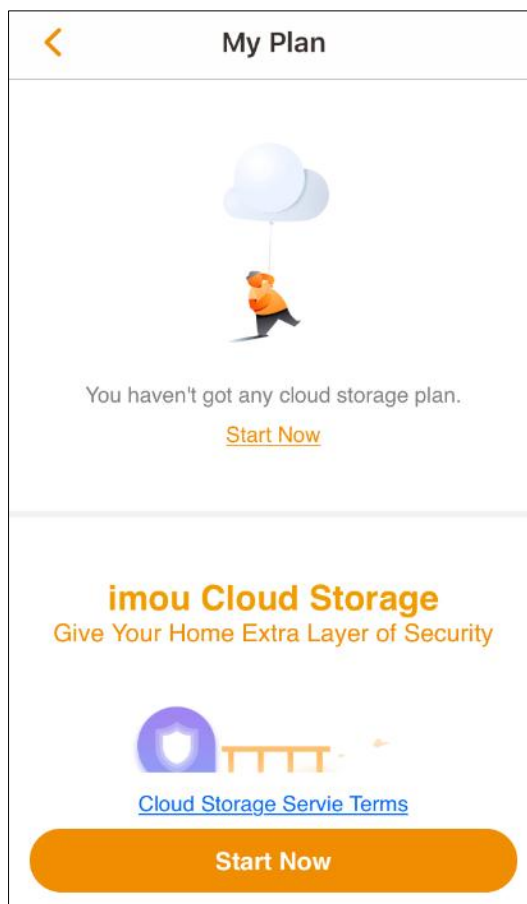 My Plan
You haven't got any cloud storage plan.
Start Now
imou Cloud Storage
Give Your Home Extra Layer of Security
Cloud Storage Servie Terms
Start Now